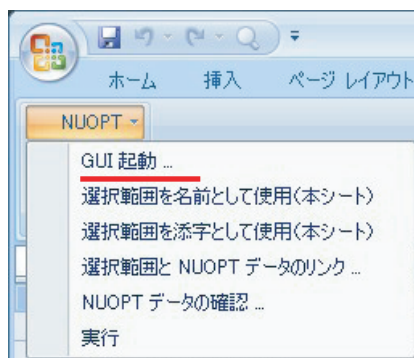 ホーム 挿入 ページ レイアウト
NUOPT
GUI 起動 ...
選択範囲を名前として使用(本シート)
選択範囲を添字として使用(本シート)
選択範囲と NUOPT データのリンク ...
NUOPT データの確認 ...
実行